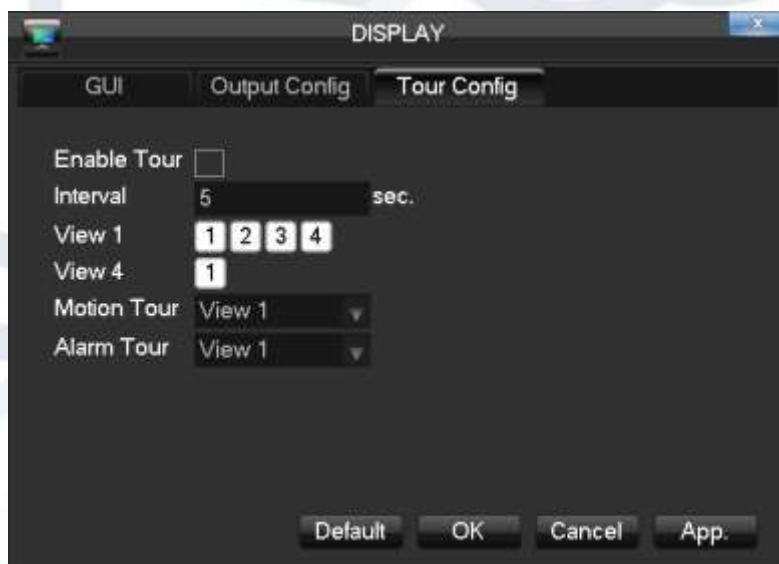 DISPLAY
GUI Output Config Tour Config
Enable Tour
Interval 5 sec.
View 1 1 2 3 4
View 4 1
Motion Tour View 1
Alarm Tour View 1
Default OK Cancel App.